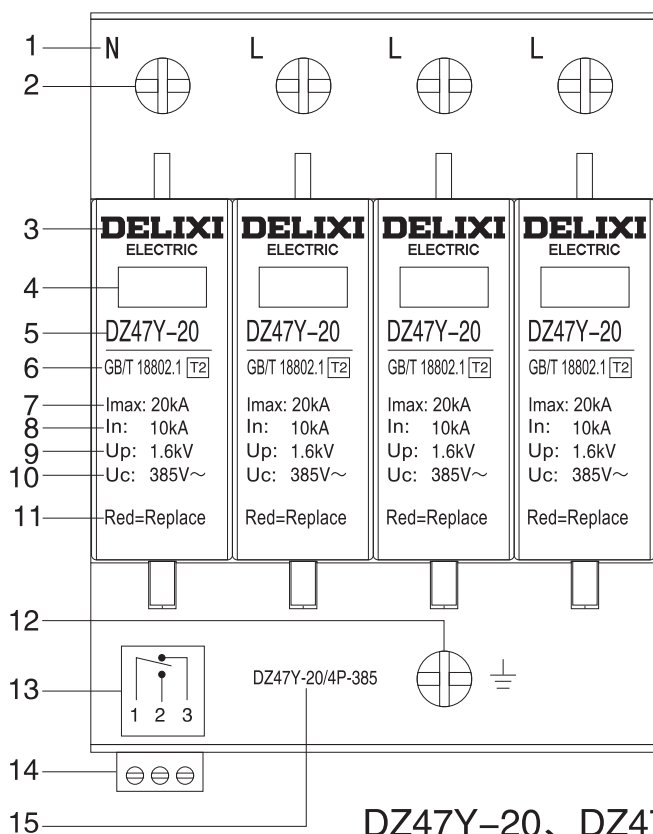 1 N L L L
2
3 DELIXI DELIXI DELIXI DELIXI
ELECTRIC ELECTRIC ELECTRIC ELECTRIC
4
5 DZ47Y-20 DZ47Y-20 DZ47Y-20 DZ47Y-20
6 GB/T 18802.1 T2 GB/T 18802.1 T2 GB/T 18802.1 T2 GB/T 18802.1 T2
7 Imax: 20kA Imax: 20kA Imax: 20kA Imax: 20kA
8 In: 10kA In: 10kA In: 10kA In: 10kA
9 Up: 1.6kV Up: 1.6kV Up: 1.6kV Up: 1.6kV
10 Uc: 385V～ Uc: 385V～ Uc: 385V～ Uc: 385V～
11 Red=Replace Red=Replace Red=Replace Red=Replace
12
13 DZ47Y-20/4P-385
1 2 3
14
15
DZ47Y-20、DZ47